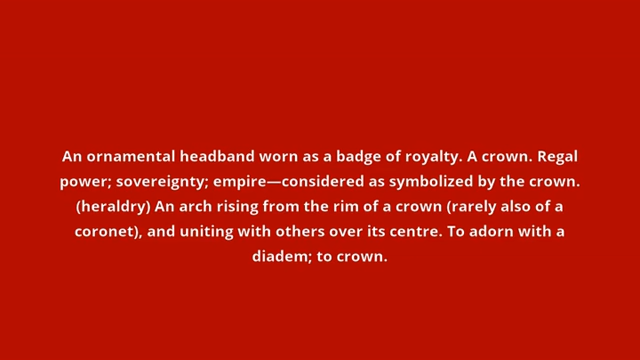 An ornamental headband worn as a badge of royalty. A crown. Regal
power; sovereignty; empire—considered as symbolized by the crown.
(heraldry) An arch rising from the rim of a crown (rarely also of a
coronet), and uniting with others over its centre. To adorn with a
diadem; to crown.